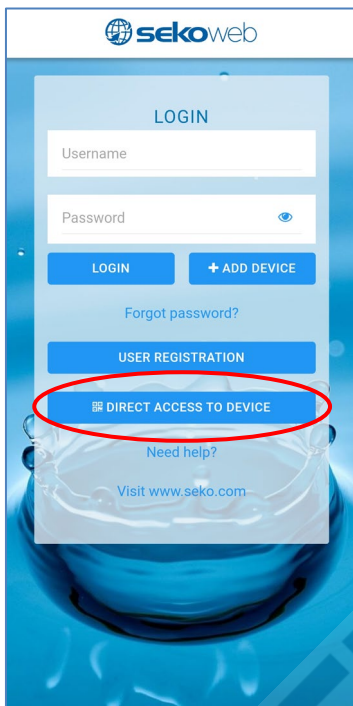 sekoweb
LOGIN
Username
Password
LOGIN
+ ADD DEVICE
Forgot password?
USER REGISTRATION
DIRECT ACCESS TO DEVICE
Need help?
Visit www.seko.com